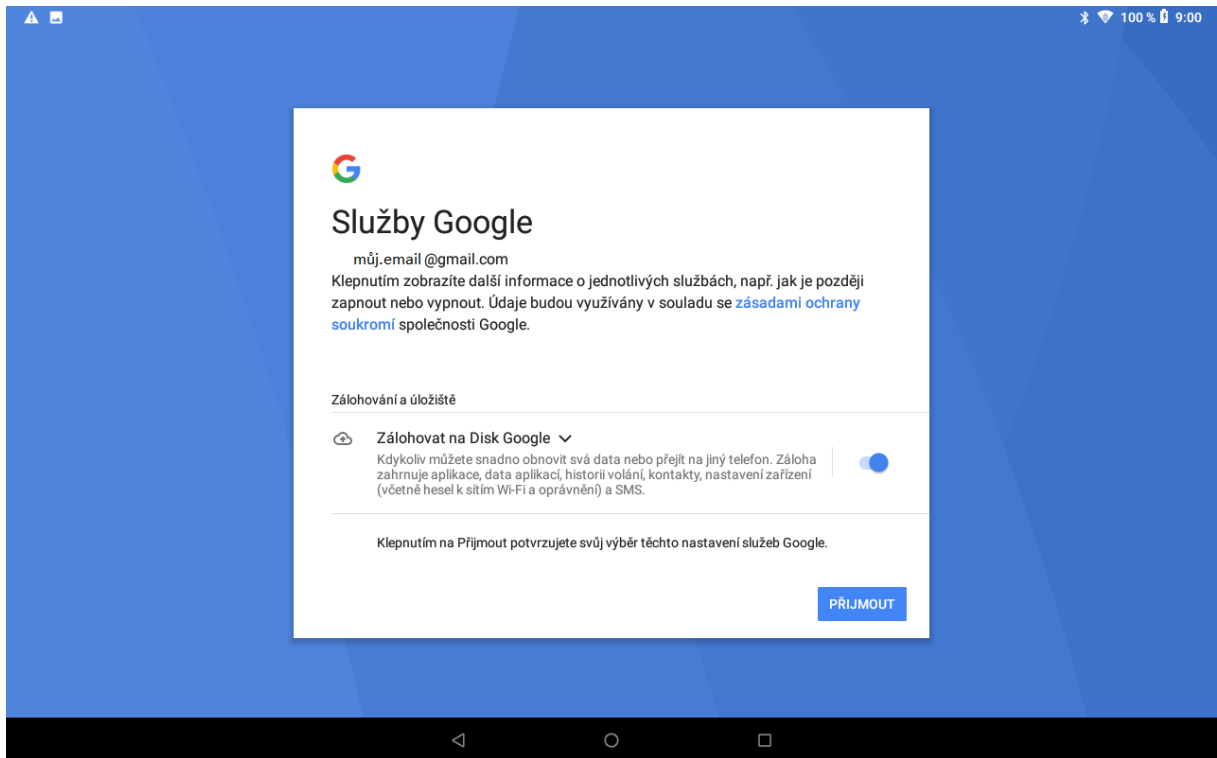 100 % 9:00
Služby Google
můj.email @gmail.com
Klepnutím zobrazíte další informace o jednotlivých službách, např. jak je později
zapnout nebo vypnout. Údaje budou využívány v souladu se zásadami ochrany
soukromí společnosti Google.
Zálohování a úložiště
Zálohovat na Disk Google
Kdykoliv můžete snadno obnovit svá data nebo přejít na jiný telefon. Záloha
zahrnuje aplikace, data aplikací, historii volání, kontakty, nastavení zařízení
(včetně hesel k sítím Wi-Fi a oprávnění) a SMS.
Klepnutím na Přijmout potvrzujete svůj výběr těchto nastavení služeb Google.
PŘIJMOUT